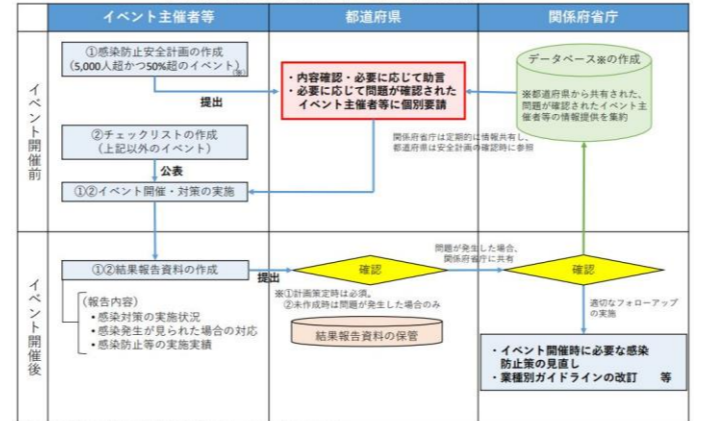 イベント主催者等
都道府県
関係府省庁
イベント開催前
①感染防止安全計画の作成
(5,000人超かつ50%超のイベント)
提出
・内容確認・必要に応じて助言
・必要に応じて問題が確認された
イベント主催者等に個別要請
データベース※の作成
※都道府県から共有された、
問題が確認されたイベント主
催者等の情報提供を集約
②チェックリストの作成
(上記以外のイベント)
公表
関係府省庁は定期的に情報共有し、
都道府県は安全計画の確認時に参照
①②イベント開催・対策の実施
イベント開催後
①②結果報告資料の作成
提出
確認
問題が発生した場合、
関係府省庁に共有
確認
(報告内容)
・感染対策の実施状況
・感染発生が見られた場合の対応
・感染防止等の実施実績
※①計画策定時は必須。
②未作成時は問題が発生した場合のみ
結果報告資料の保管
適切なフォローアップ
の実施
・イベント開催時に必要な感染
防止策の見直し
・業種別ガイドラインの改訂 等